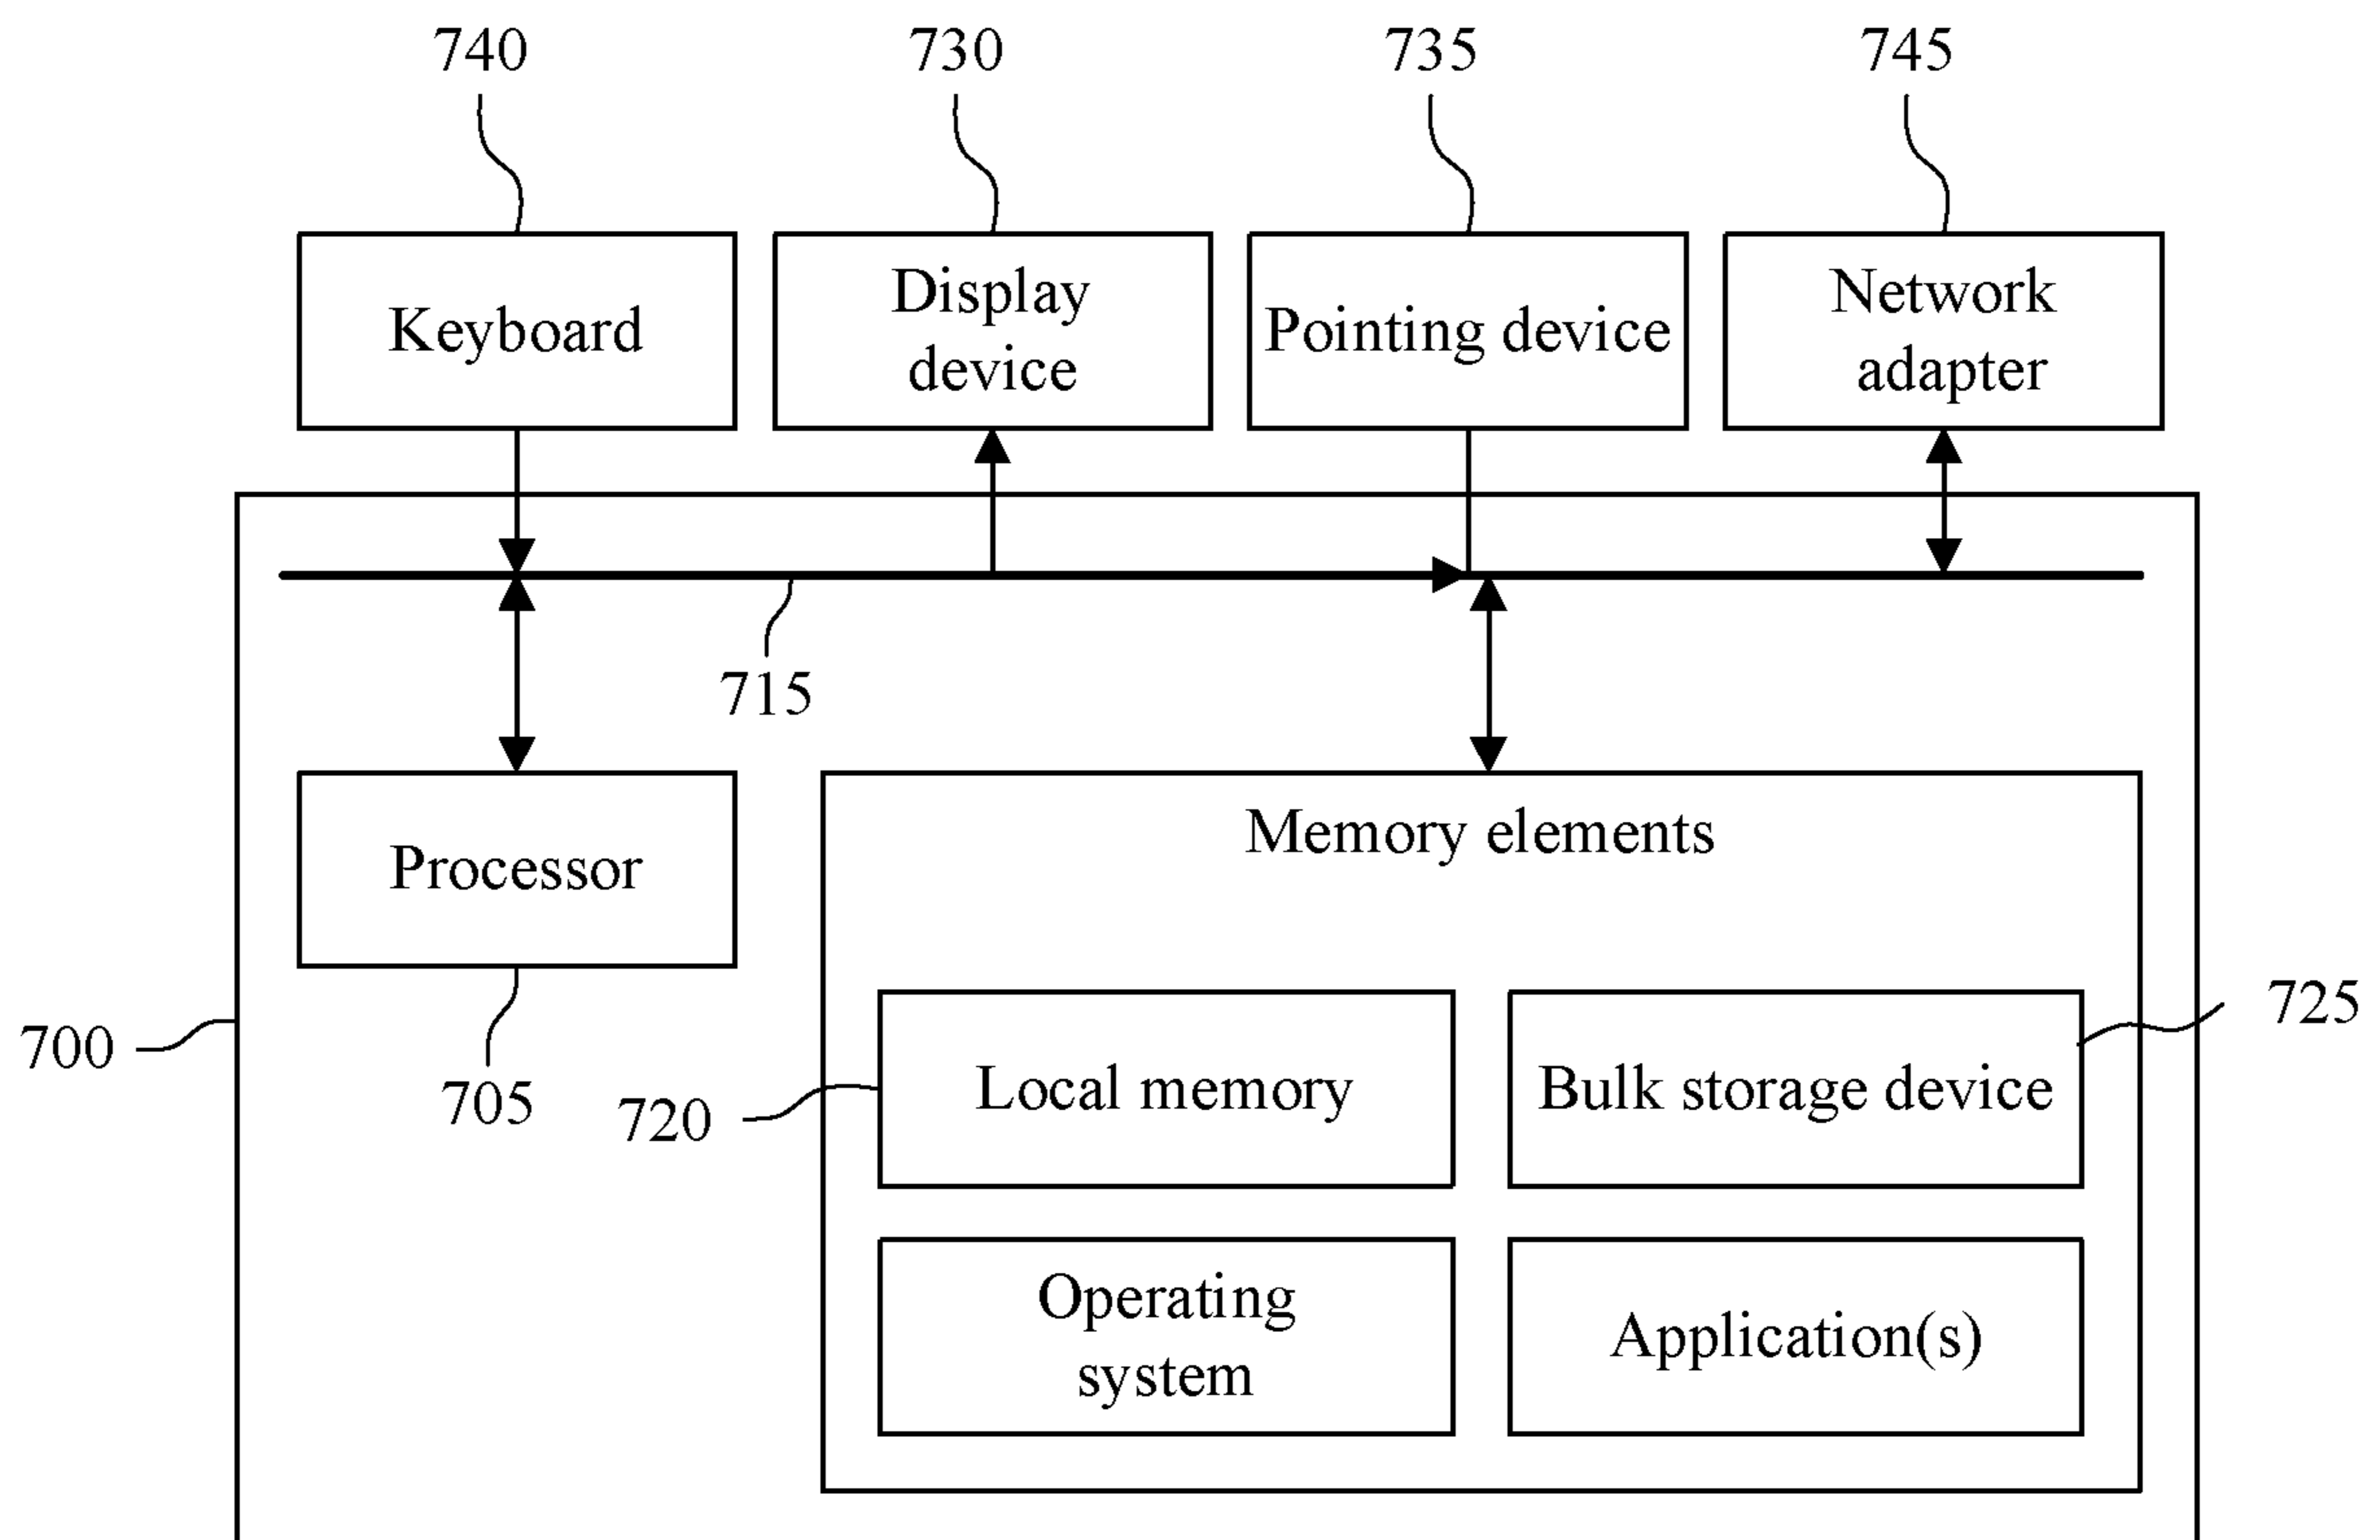 740
730
735
745
Keyboard
Display
device
Pointing device
Network
adapter
715
Processor
Memory elements
700
705
720
Local memory
Bulk storage device
725
Operating
system
Application(s)